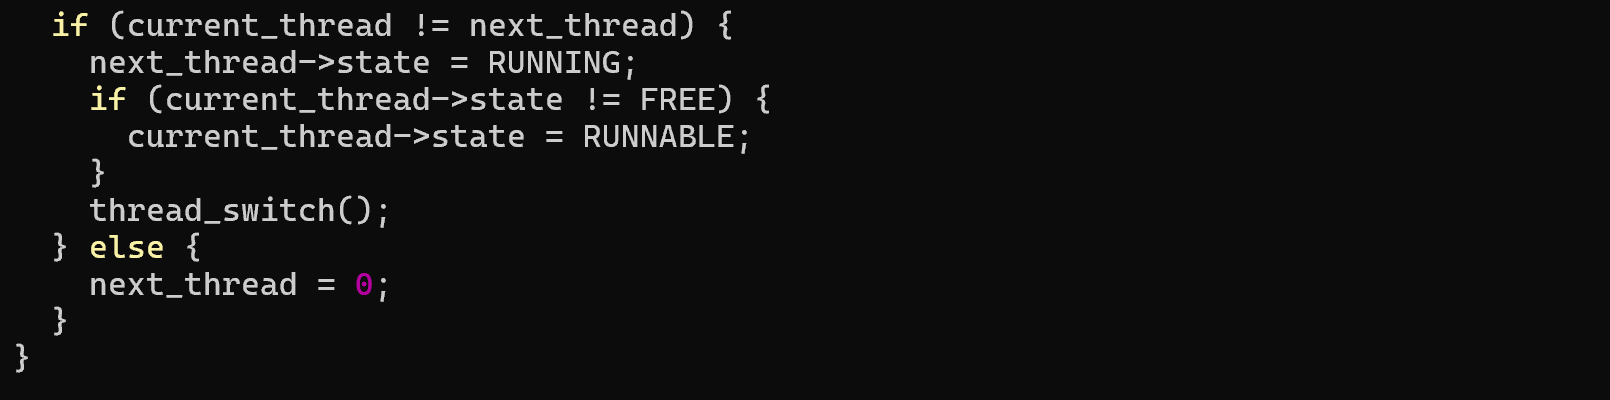 if (current_thread != next_thread) {
next_thread->state = RUNNING;
if (current_thread->state != FREE) {
current_thread->state = RUNNABLE;
}
thread_switch();
} else {
next_thread = 0;
}
}